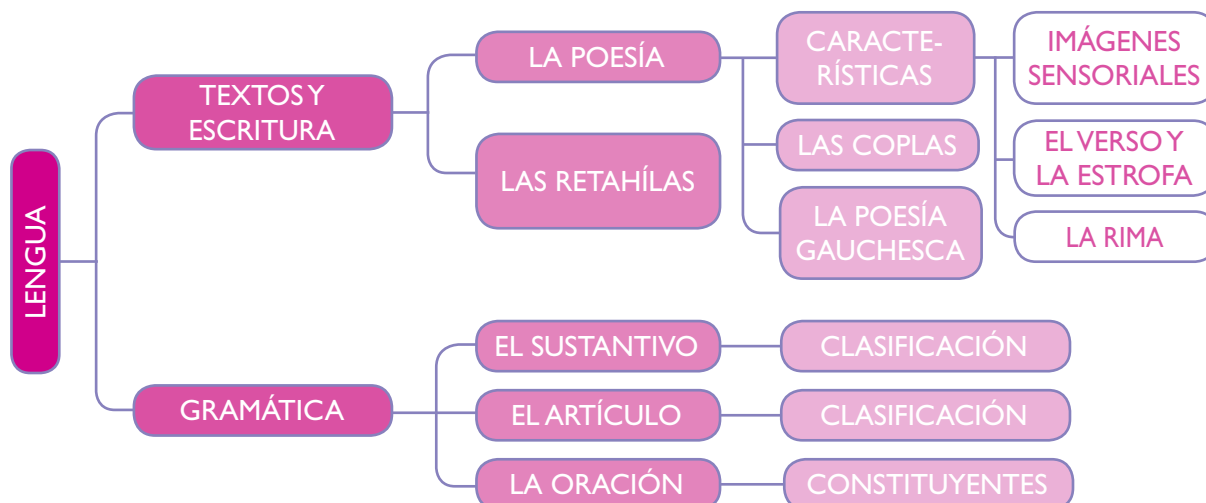 LENGUA
TEXTOS Y
ESCRITURA
LA POESÍA
CARACTE-
RÍSTICAS
IMÁGENES
SENSORIALES
EL VERSO Y
LA ESTROFA
LA RIMA
LAS COPLAS
LA POESÍA
GAUCHESCA
LAS RETAHÍLAS
GRAMÁTICA
EL SUSTANTIVO
CLASIFICACIÓN
EL ARTÍCULO
CLASIFICACIÓN
LA ORACIÓN
CONSTITUYENTES